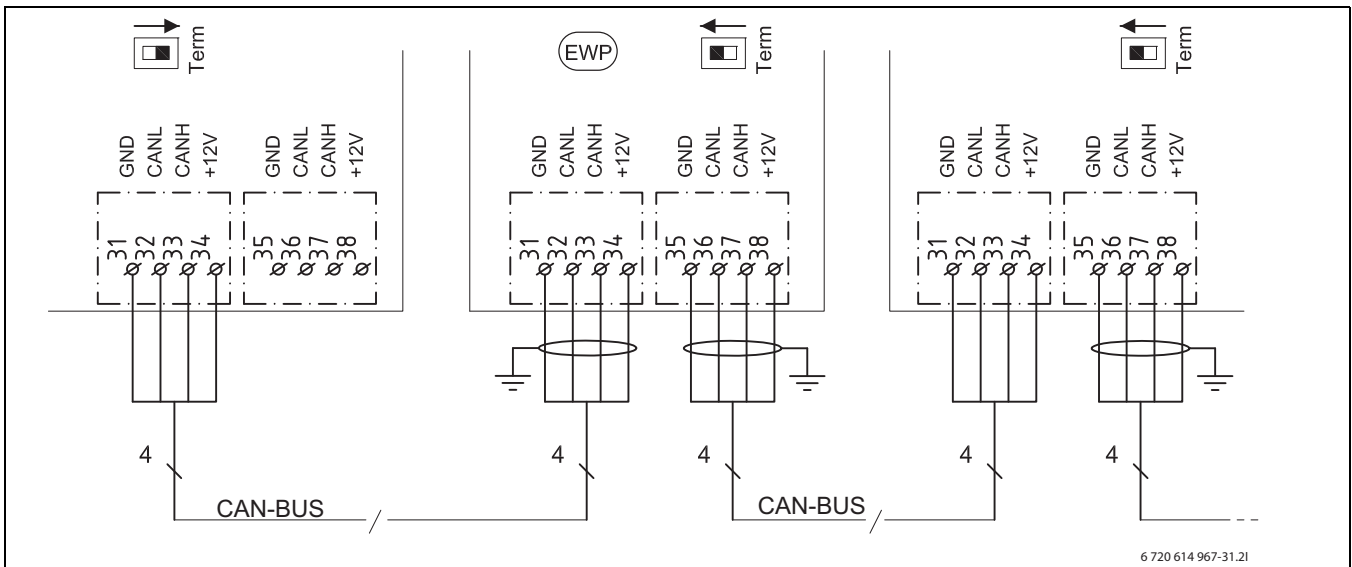 Term
EWP
Term
Term
GND CANL CANH +12V
GND CANL CANH +12V
GND CANL CANH +12V
GND CANL CANH +12V
GND CANL CANH +12V
GND CANL CANH +12V
31 32 33 34
35 36 37 38
31 32 33 34
35 36 37 38
31 32 33 34
35 36 37 38
4
4
4
4
4
CAN-BUS
CAN-BUS
6 720 614 967-31.2I